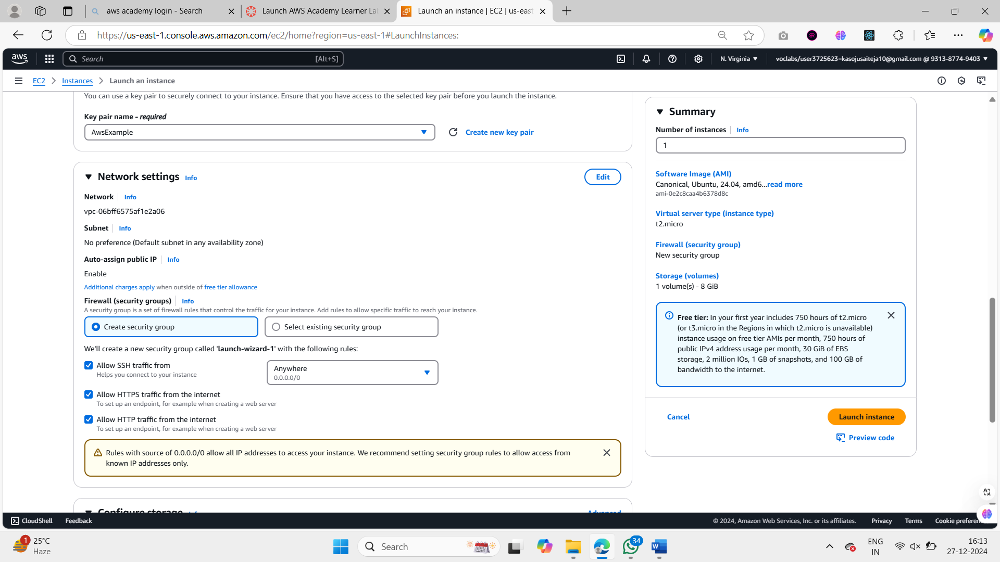 aws academy login - Search
Launch AWS Academy Learner La
Launch an instance | EC2 | us-east
https://us-east-1.console.aws.amazon.com/ec2/home?region=us-east-1#LaunchInstances:
aws
Search
[Alt+S]
N. Virginia
voclabs/user3725623=kasojusaiteja10@gmail.com @ 9313-8774-9403
EC2
Instances
Launch an instance
You can use a key pair to securely connect to your instance. Ensure that you have access to the selected key pair before you launch the instance.
Key pair name - required
AwsExample
Create new key pair
Network settings Info
Edit
Network Info
vpc-06bff6575af1e2a06
Subnet Info
No preference (Default subnet in any availability zone)
Auto-assign public IP Info
Enable
Additional charges apply when outside of free tier allowance
Firewall (security groups) Info
A security group is a set of firewall rules that control the traffic for your instance. Add rules to allow specific traffic to reach your instance.
Create security group
Select existing security group
We'll create a new security group called 'launch-wizard-1' with the following rules:
Allow SSH traffic from
Helps you connect to your instance
Anywhere
0.0.0.0/0
Allow HTTPS traffic from the internet
To set up an endpoint, for example when creating a web server
Allow HTTP traffic from the internet
To set up an endpoint, for example when creating a web server
Rules with source of 0.0.0.0/0 allow all IP addresses to access your instance. We recommend setting security group rules to allow access from
known IP addresses only.
Configure storage Info
Advanced
Summary
Number of instances Info
1
Software Image (AMI)
Canonical, Ubuntu, 24.04, amd6...read more
ami-0e2c8caa4b6378d8c
Virtual server type (instance type)
t2.micro
Firewall (security group)
New security group
Storage (volumes)
1 volume(s) - 8 GiB
Free tier: In your first year includes 750 hours of t2.micro
(or t3.micro in the Regions in which t2.micro is unavailable)
instance usage on free tier AMIs per month, 750 hours of
public IPv4 address usage per month, 30 GiB of EBS
storage, 2 million IOs, 1 GB of snapshots, and 100 GB of
bandwidth to the internet.
Cancel
Launch instance
Preview code
CloudShell
Feedback
© 2024, Amazon Web Services, Inc. or its affiliates.
Privacy
Terms
Cookie preferen
1
25°C
Haze
Search
34
W
ENG
IN
16:13
27-12-2024